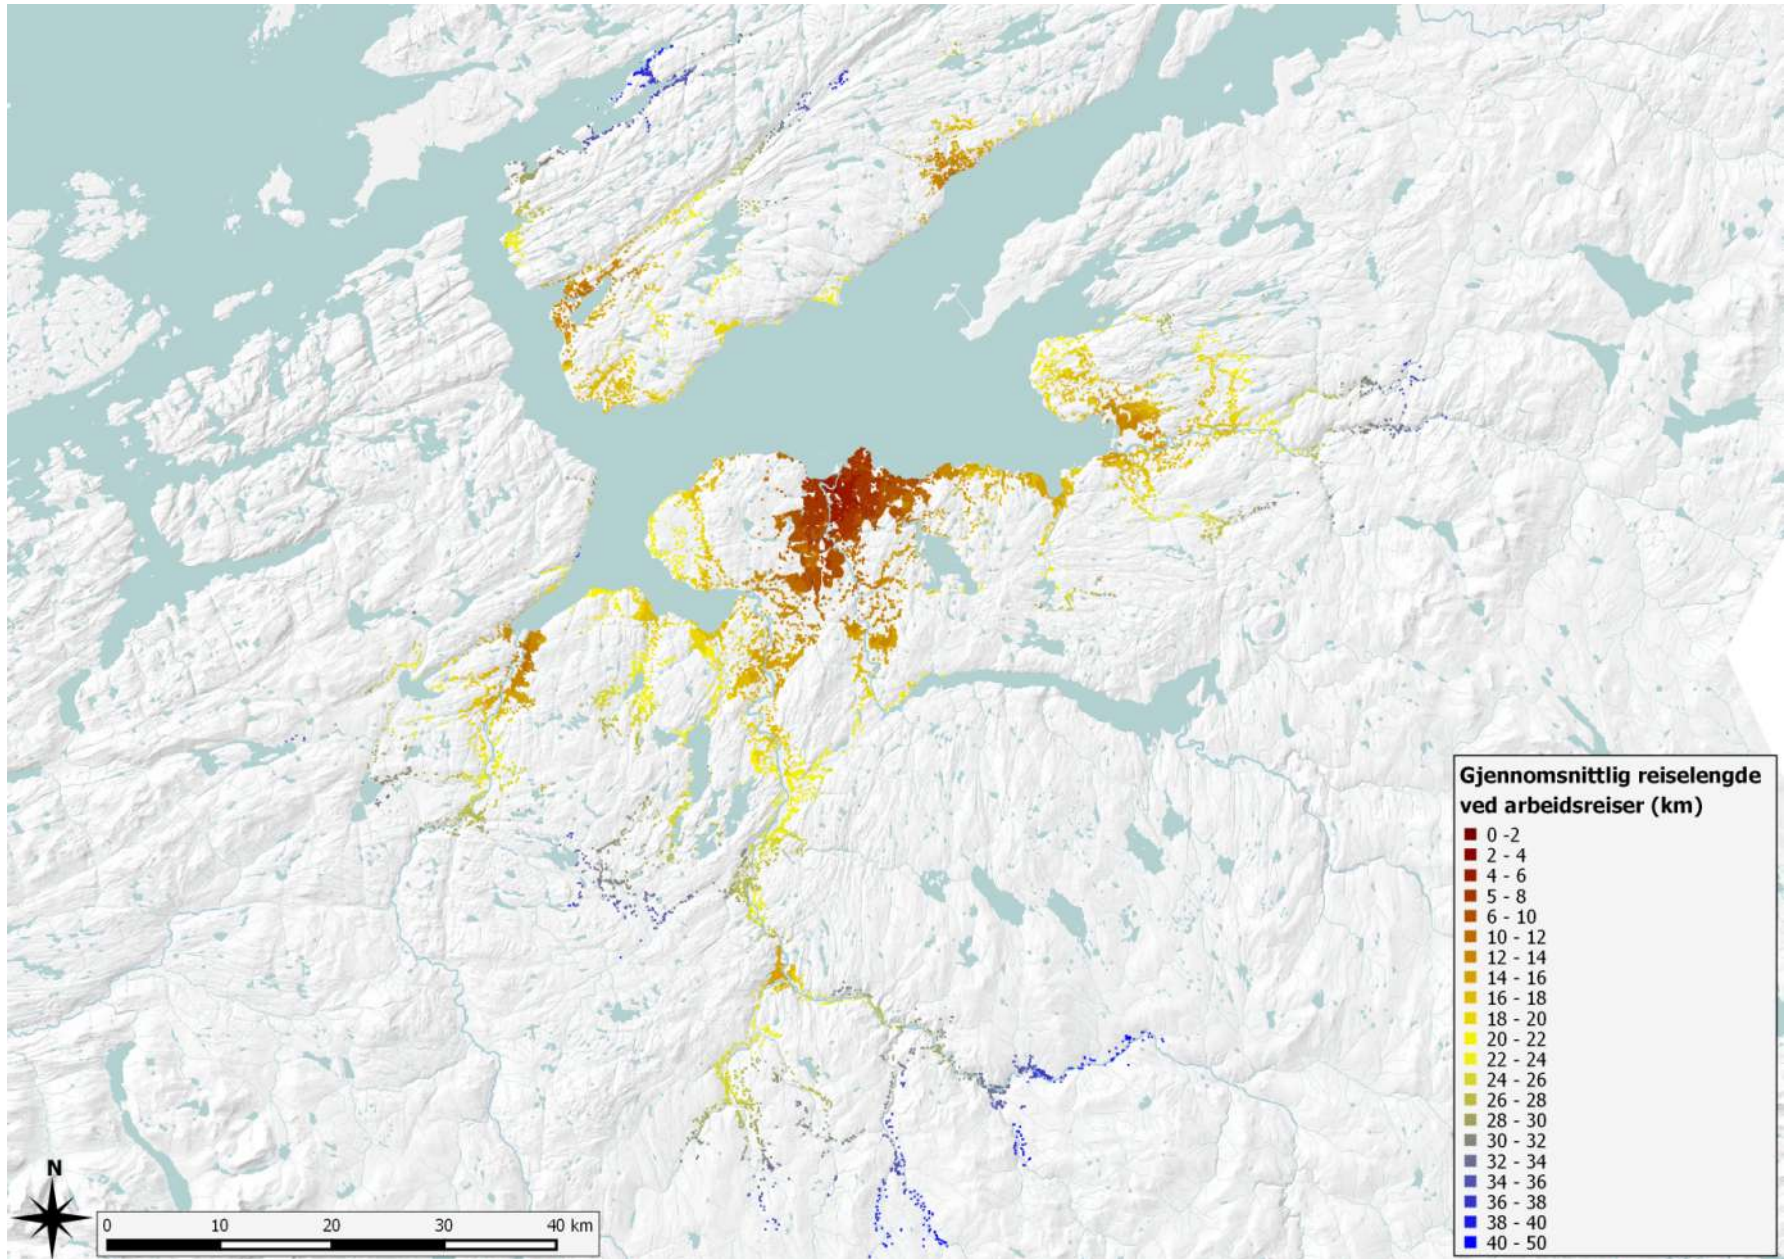 Gjennomsnittlig reiselengde
ved arbeidsreiser (km)
0 -2
2 - 4
4 - 6
5 - 8
6 - 10
10 - 12
12 - 14
14 - 16
16 - 18
18 - 20
20 - 22
22 - 24
24 - 26
26 - 28
28 - 30
30 - 32
32 - 34
34 - 36
36 - 38
38 - 40
40 - 50
N
0 10 20 30 40 km